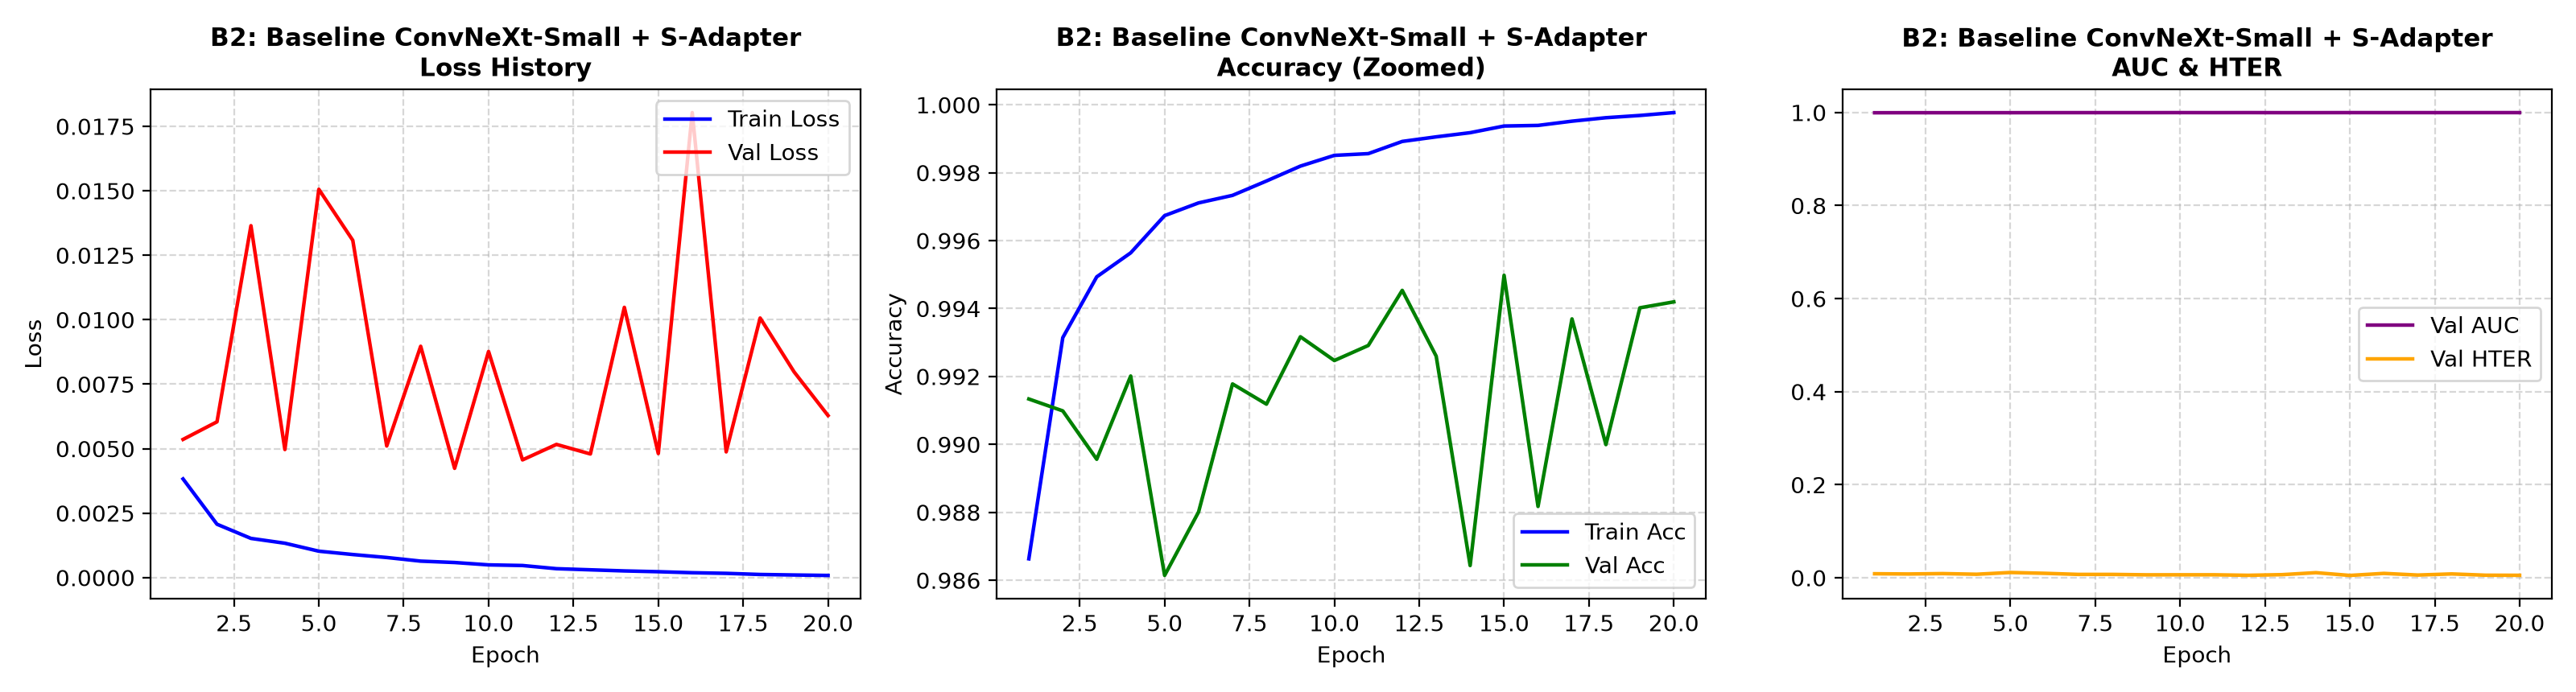 B2: Baseline ConvNeXt-Small + S-Adapter
Loss History
Loss
0.0175
0.0150
0.0125
0.0100
0.0075
0.0050
0.0025
0.0000
2.5 5.0 7.5 10.0 12.5 15.0 17.5 20.0
Epoch
Train Loss
Val Loss
B2: Baseline ConvNeXt-Small + S-Adapter
Accuracy (Zoomed)
Accuracy
1.000
0.998
0.996
0.994
0.992
0.990
0.988
0.986
2.5 5.0 7.5 10.0 12.5 15.0 17.5 20.0
Epoch
Train Acc
Val Acc
B2: Baseline ConvNeXt-Small + S-Adapter
AUC & HTER
1.0
0.8
0.6
0.4
0.2
0.0
2.5 5.0 7.5 10.0 12.5 15.0 17.5 20.0
Epoch
Val AUC
Val HTER